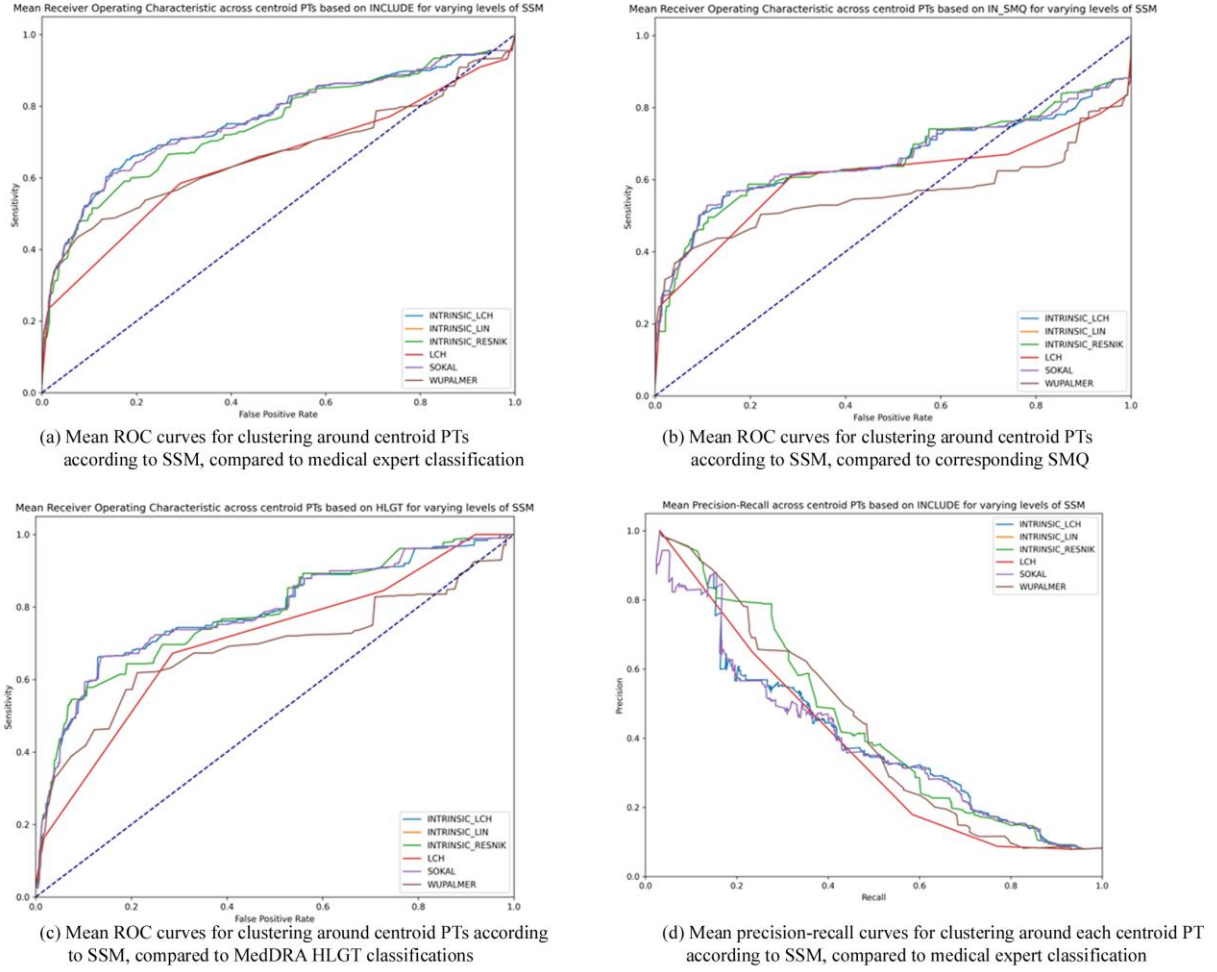 Mean Receiver Operating Characteristic across centroid PTs based on INCLUDE for varying levels of SSM
1.0
0.8
0.6
0.4
0.2
0.0
Sensitivity
0.0 0.2 0.4 0.6 0.8 1.0
False Positive Rate
INTRINSIC_LCH
INTRINSIC_LIN
INTRINSIC_RESNIK
LCH
SOKAL
WUPALMER
(a) Mean ROC curves for clustering around centroid PTs
according to SSM, compared to medical expert classification
Mean Receiver Operating Characteristic across centroid PTs based on IN_SMQ for varying levels of SSM
1.0
0.8
0.6
0.4
0.2
0.0
Sensitivity
0.0 0.2 0.4 0.6 0.8 1.0
False Positive Rate
INTRINSIC_LCH
INTRINSIC_LIN
INTRINSIC_RESNIK
LCH
SOKAL
WUPALMER
(b) Mean ROC curves for clustering around centroid PTs
according to SSM, compared to corresponding SMQ
Mean Receiver Operating Characteristic across centroid PTs based on HLGT for varying levels of SSM
1.0
0.8
0.6
0.4
0.2
0.0
Sensitivity
0.0 0.2 0.4 0.6 0.8 1.0
False Positive Rate
INTRINSIC_LCH
INTRINSIC_LIN
INTRINSIC_RESNIK
LCH
SOKAL
WUPALMER
(c) Mean ROC curves for clustering around centroid PTs according
to SSM, compared to MedDRA HLGT classifications
Mean Precision-Recall across centroid PTs based on INCLUDE for varying levels of SSM
1.0
0.8
0.6
0.4
0.2
0.0
Precision
0.0 0.2 0.4 0.6 0.8 1.0
Recall
INTRINSIC_LCH
INTRINSIC_LIN
INTRINSIC_RESNIK
LCH
SOKAL
WUPALMER
(d) Mean precision-recall curves for clustering around each centroid PT
according to SSM, compared to medical expert classification